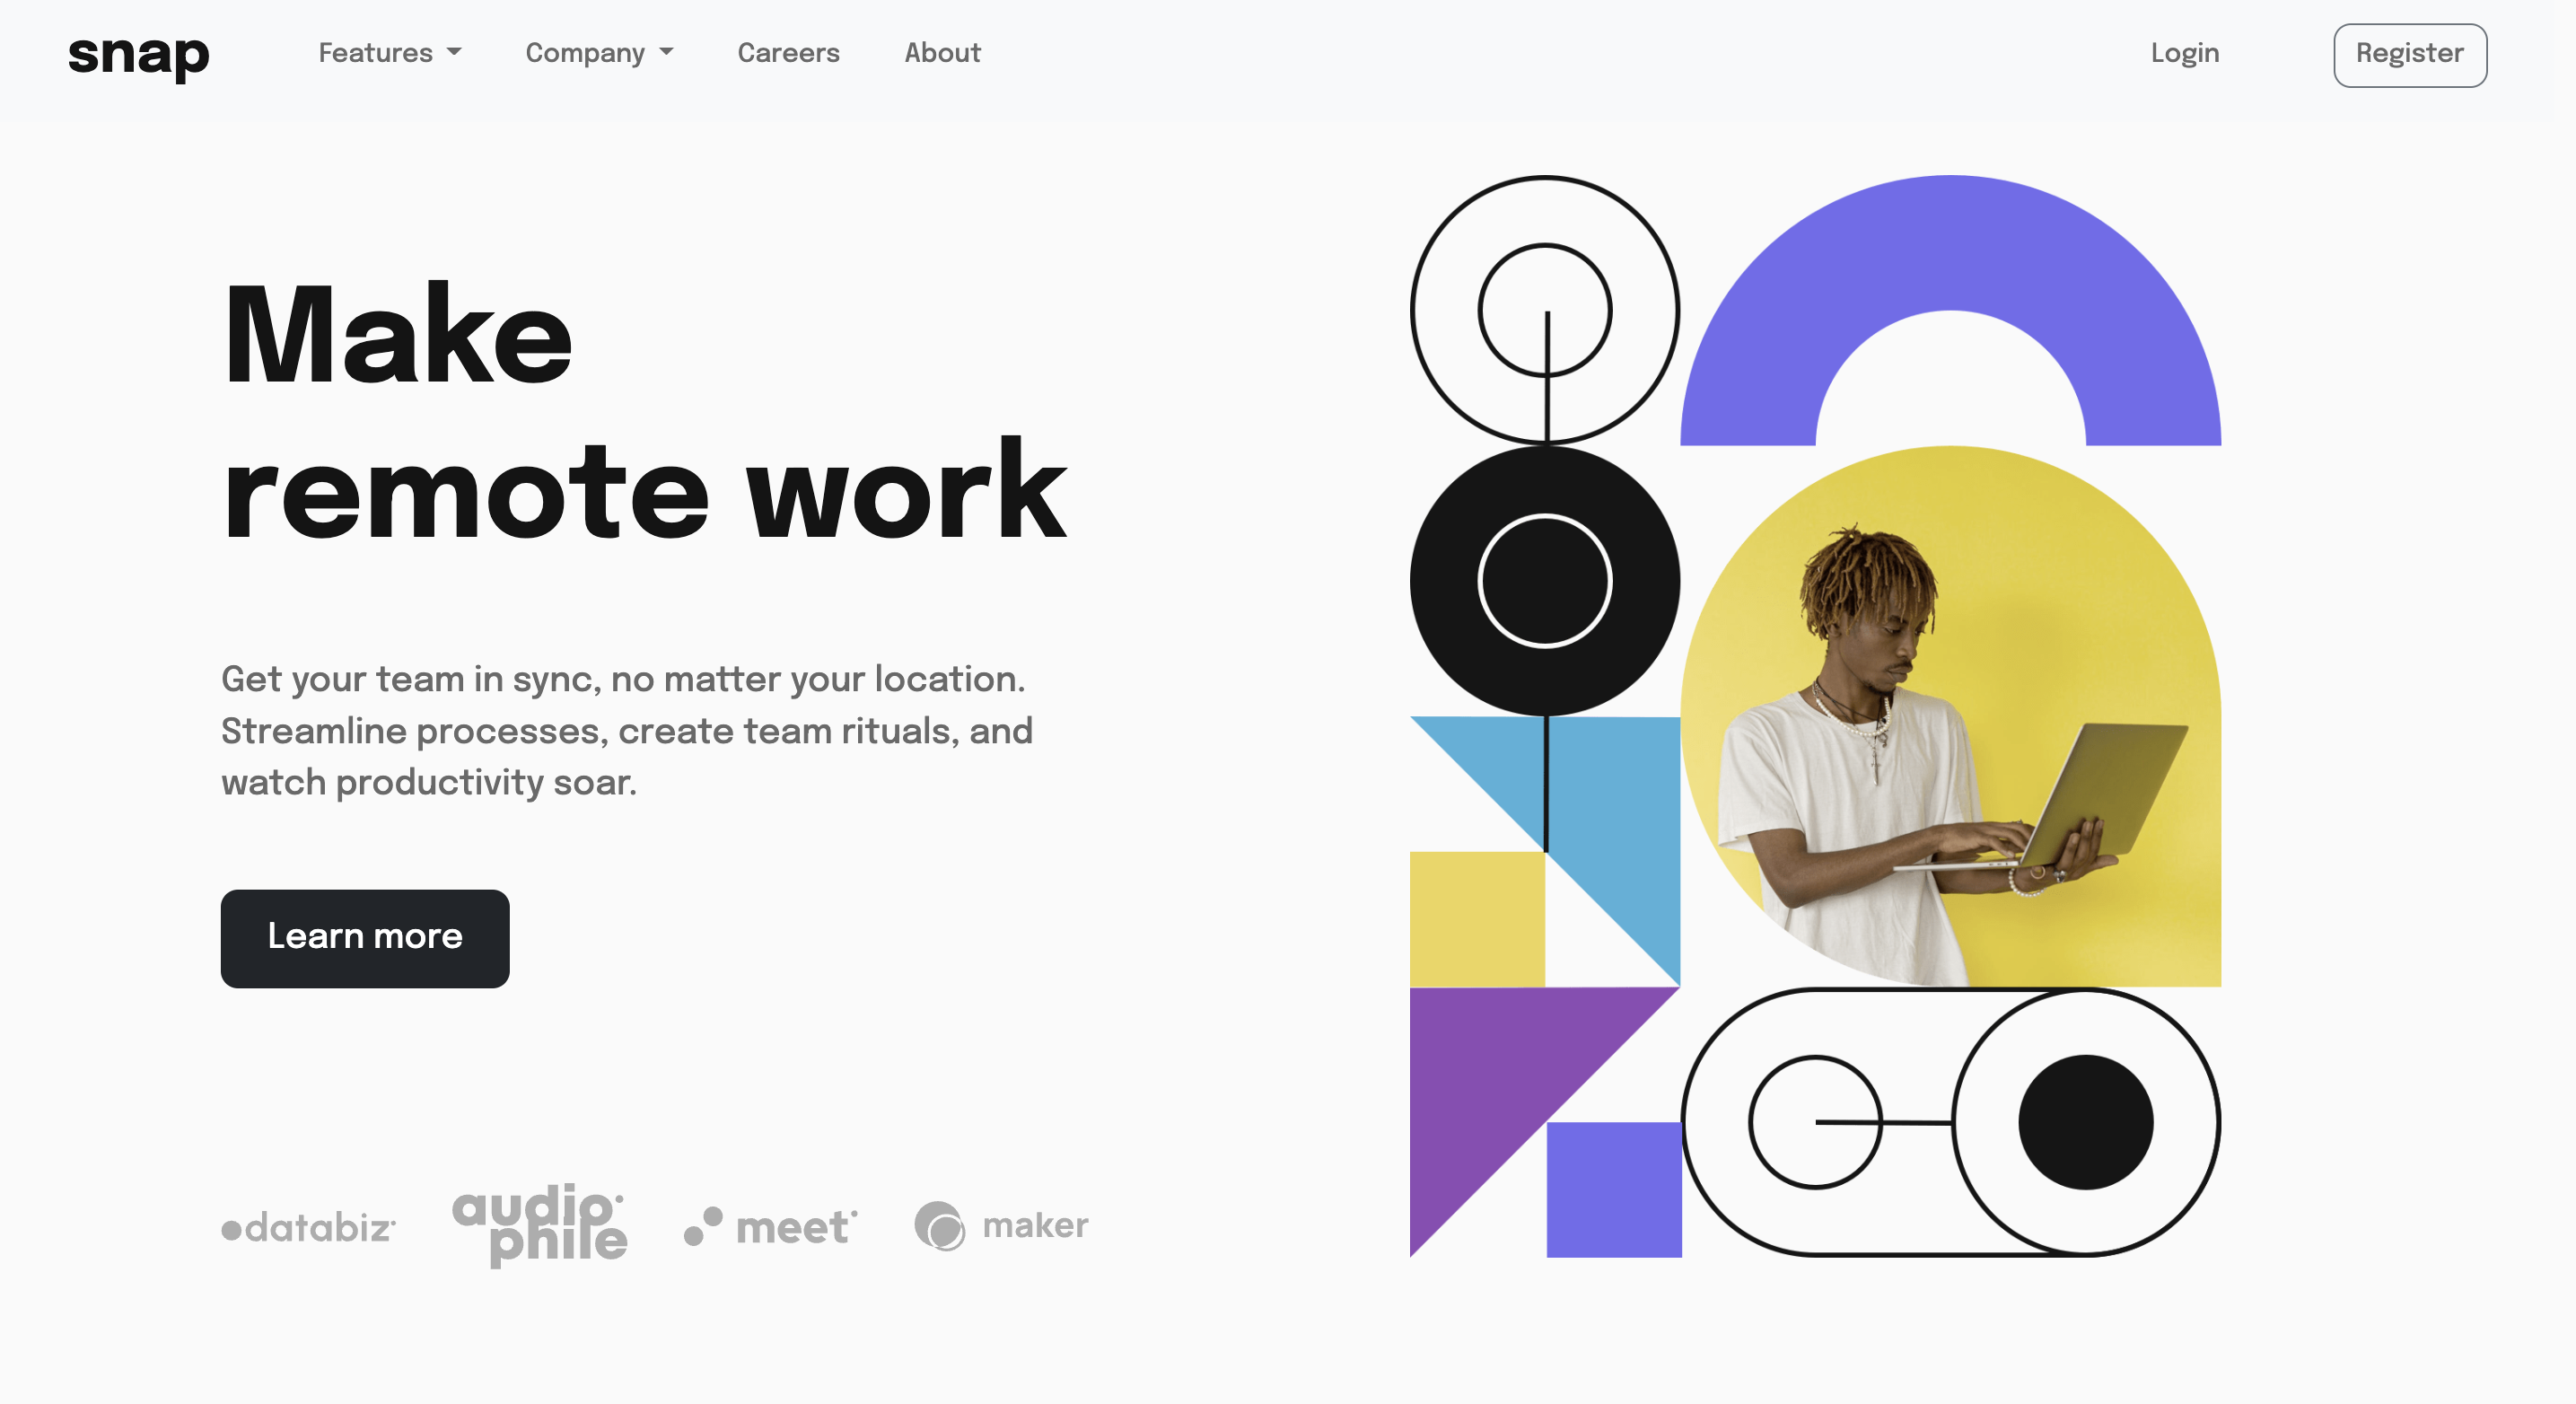 snap
Features
Company
Careers
About
Login
Register
Make
remote work
Get your team in sync, no matter your location.
Streamline processes, create team rituals, and
watch productivity soar.
Learn more
databiz
audio
phile
meet
maker